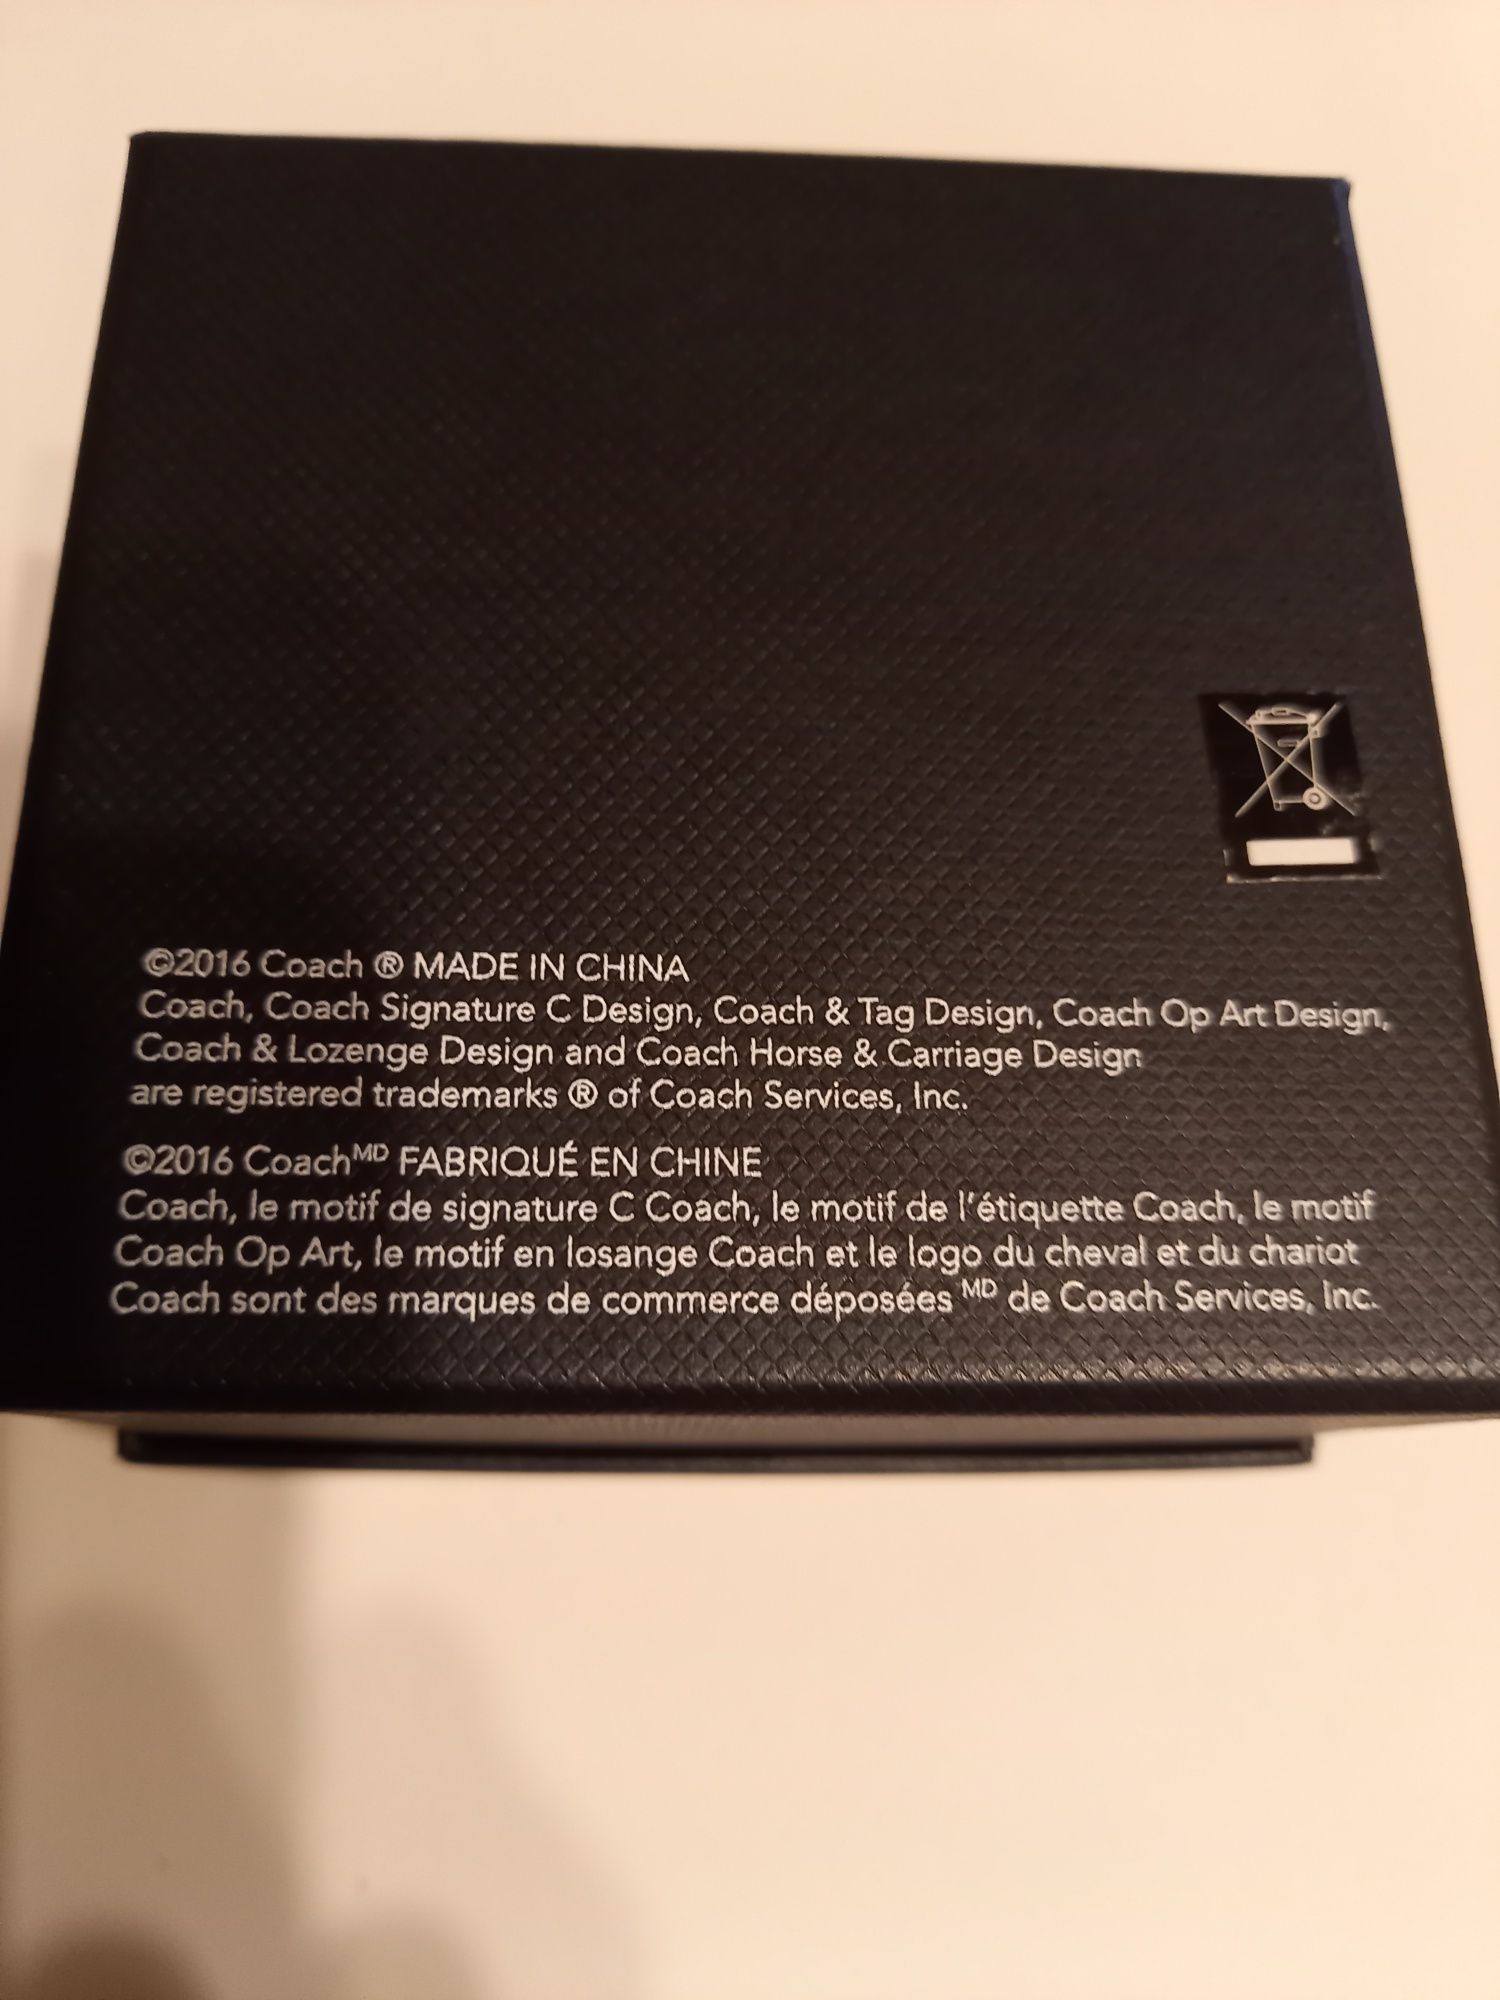 ©2016 Coach ® MADE IN CHINA
Coach, Coach Signature C Design, Coach & Tag Design, Coach Op Art Design,
Coach & Lozenge Design and Coach Horse & Carriage Design
are registered trademarks ® of Coach Services, Inc.
©2016 Coachᴹᴰ FABRIQUÉ EN CHINE
Coach, le motif de signature C Coach, le motif de l'étiquette Coach, le motif
Coach Op Art, le motif en losange Coach et le logo du cheval et du chariot
Coach sont des marques de commerce déposées ᴹᴰ de Coach Services, Inc.